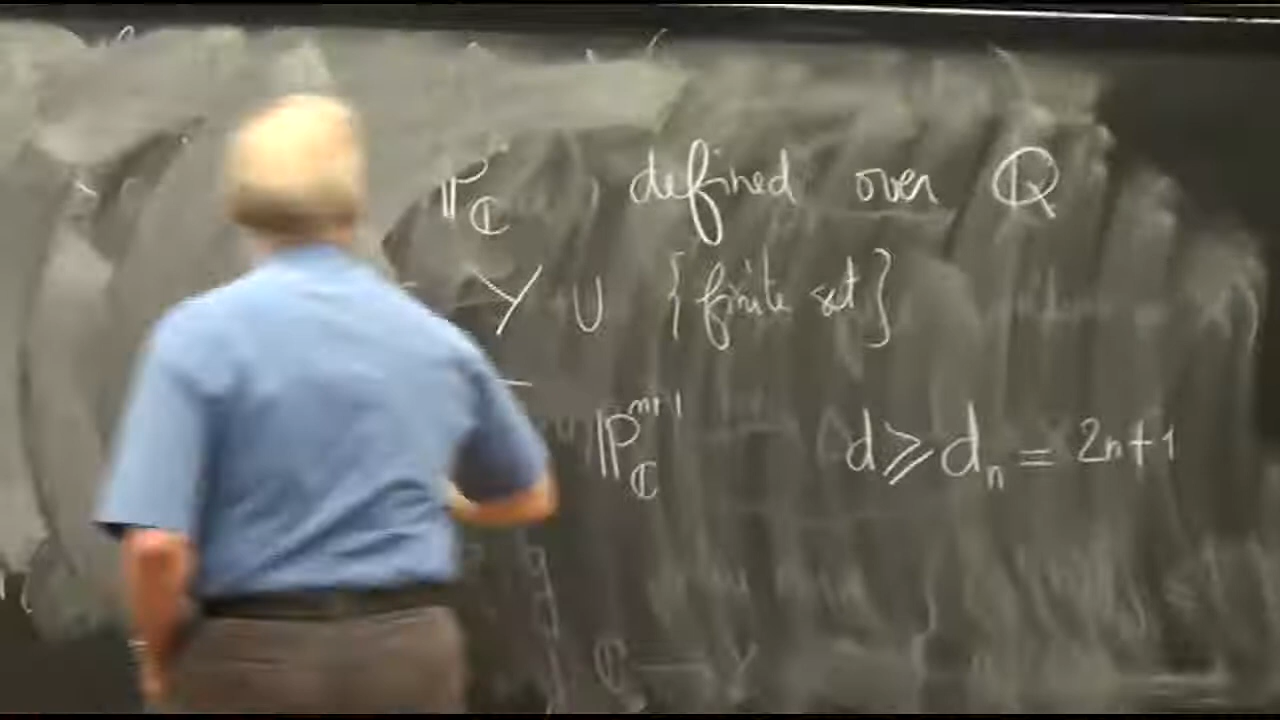 ℙ_ℂ , defined over ℚ
Y ∪ {finite set}
ℙ_ℂ^{n+1} d ⩾ d_n = 2n+1